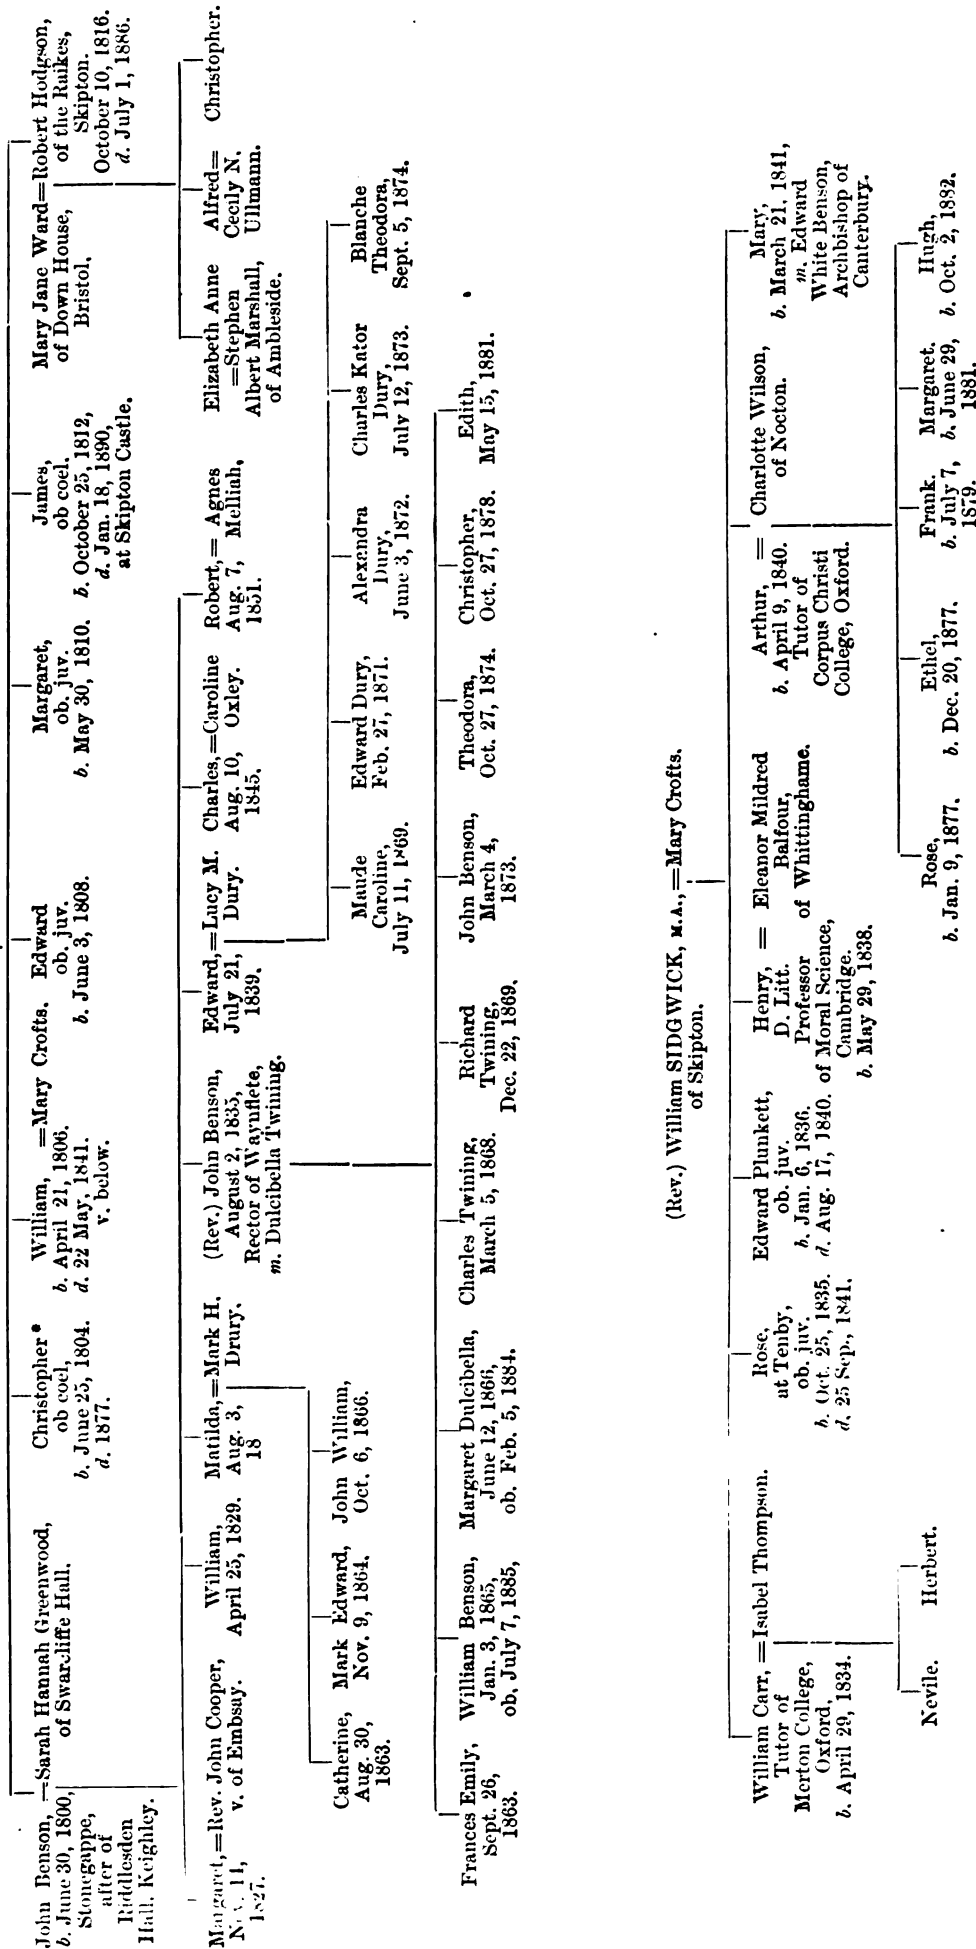 John Benson, =Sarah Hannah Greenwood,
b. June 30, 1800, of Swarcliffe Hall.
Stonegappe,
after of
Riddlesden
Hall, Keighley.
Christopher*
ob coel,
b. June 25, 1804.
d. 1877.
William, =Mary Crofts.
b. April 21, 1806.
d. 22 May, 1841.
v. below.
Edward
ob. juv.
b. June 3, 1808.
Margaret,
ob. juv.
b. May 30, 1810.
James,
ob coel.
b. October 25, 1812,
d. Jan. 18, 1890,
at Skipton Castle.
Mary Jane Ward=Robert Hodgson,
of Down House, of the Raikes,
Bristol. Skipton.
October 10, 1816.
d. July 1, 1886.
Margaret,=Rev. John Cooper,
Nov. 11, v. of Embsay.
1827.
William,
April 25, 1829.
Matilda,=Mark H.
Aug. 3, Drury.
18
(Rev.) John Benson,
August 2, 1835,
Rector of Waynflete,
m. Dulcibella Twining.
Edward,=Lucy M.
July 21, Dury.
1839.
Charles,=Caroline
Aug. 10, Oxley.
1845.
Robert,= Agnes
Aug. 7, Melliah,
1851.
Elizabeth Anne
=Stephen
Albert Marshall,
of Ambleside.
Alfred=
Cecily N.
Ullmann.
Christopher.
Catherine,
Aug. 30,
1863.
Mark Edward,
Nov. 9, 1864.
John William,
Oct. 6, 1866.
Maude
Caroline,
July 11, 1869.
Edward Dury,
Feb. 27, 1871.
Alexandra
Dury,
June 3, 1872.
Charles Kator
Dury,
July 12, 1873.
Blanche
Theodora,
Sept. 5, 1874.
Frances Emily,
Sept. 26,
1863.
William Benson,
Jan. 3, 1865,
ob. July 7, 1885,
Margaret Dulcibella,
June 12, 1866,
ob. Feb. 5, 1884.
Charles Twining,
March 5, 1868.
Richard
Twining,
Dec. 22, 1869.
John Benson,
March 4,
1873.
Theodora,
Oct. 27, 1874.
Christopher,
Oct. 27, 1878.
Edith,
May 15, 1881.
(Rev.) William SIDGWICK, M.A.,=Mary Crofts.
of Skipton.
William Carr, =Isabel Thompson.
Tutor of
Merton College,
Oxford,
b. April 29, 1834.
Rose,
at Tenby,
ob. juv.
b. Oct. 25, 1835.
d. 25 Sep., 1841.
Edward Plunkett,
ob. juv.
b. Jan. 6, 1836.
d. Aug. 17, 1840.
Henry, = Eleanor Mildred
D. Litt. Balfour,
Professor of Whittinghame.
of Moral Science,
Cambridge.
b. May 29, 1838.
Arthur, = Charlotte Wilson,
b. April 9, 1840. of Nocton.
Tutor of
Corpus Christi
College, Oxford.
Mary,
b. March 21, 1841,
m. Edward
White Benson,
Archbishop of
Canterbury.
Nevile. Herbert.
Rose,
b. Jan. 9, 1877.
Ethel,
b. Dec. 20, 1877.
Frank.
b. July 7,
1879.
Margaret.
b. June 29,
1881.
Hugh,
b. Oct. 2, 1882.